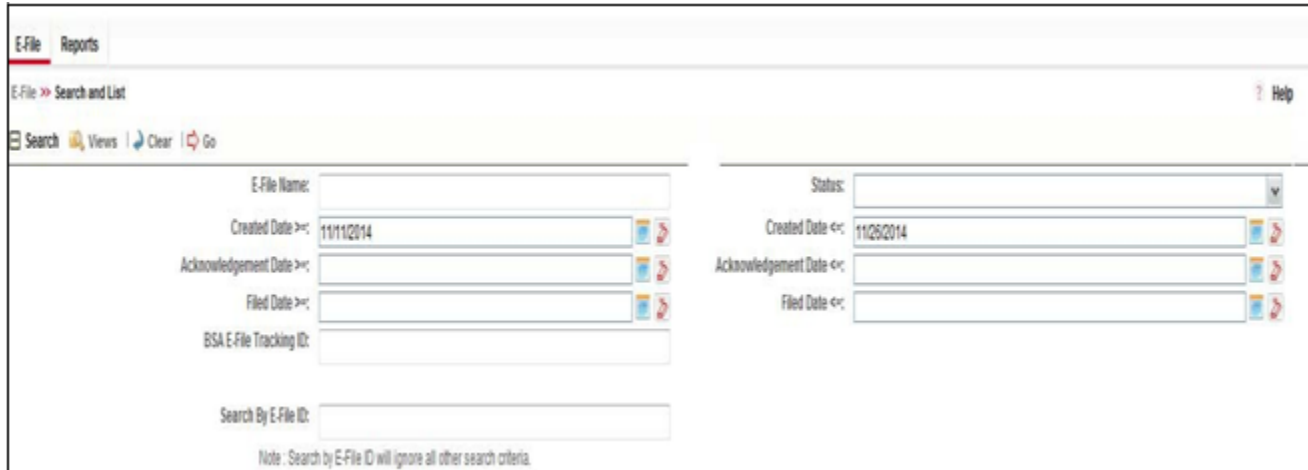 E-File Reports
E-File >> Search and List ? Help
Search Views | Clear | Go
E-File Name: Status:
Created Date >=: 11/11/2014 Created Date <=: 11/26/2014
Acknowledgement Date >=: Acknowledgement Date <=:
Filed Date >=: Filed Date <=:
BSA E-File Tracking ID:
Search By E-File ID:
Note : Search by E-File ID will ignore all other search criteria.